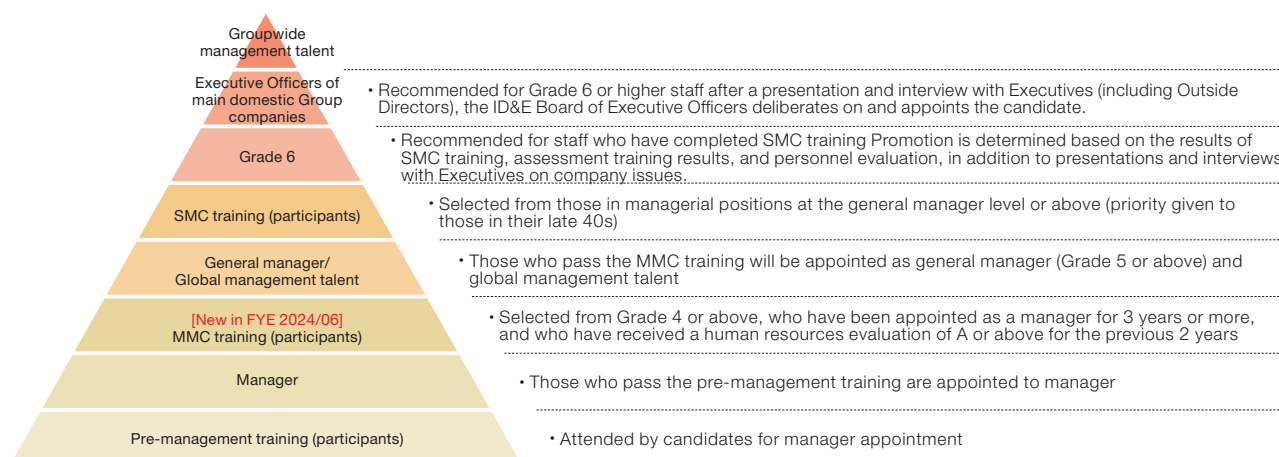 Groupwide
management talent
Executive Officers of
main domestic Group
companies
• Recommended for Grade 6 or higher staff after a presentation and interview with Executives (including Outside
Directors), the ID&E Board of Executive Officers deliberates on and appoints the candidate.
Grade 6
• Recommended for staff who have completed SMC training Promotion is determined based on the results of
SMC training, assessment training results, and personnel evaluation, in addition to presentations and interviews
with Executives on company issues.
SMC training (participants)
• Selected from those in managerial positions at the general manager level or above (priority given to
those in their late 40s)
General manager/
Global management talent
• Those who pass the MMC training will be appointed as general manager (Grade 5 or above) and
global management talent
[New in FYE 2024/06]
MMC training (participants)
• Selected from Grade 4 or above, who have been appointed as a manager for 3 years or more,
and who have received a human resources evaluation of A or above for the previous 2 years
Manager
• Those who pass the pre-management training are appointed to manager
Pre-management training (participants)
• Attended by candidates for manager appointment